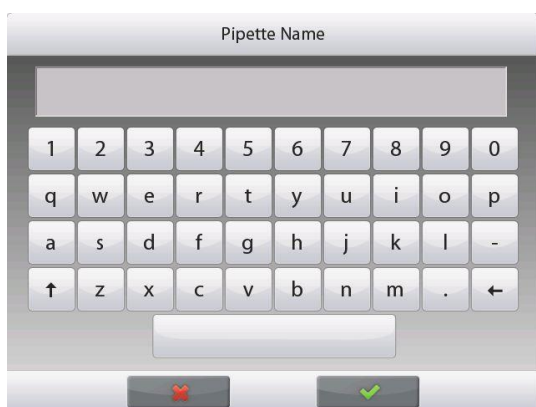 Pipette Name
1 2 3 4 5 6 7 8 9 0
q w e r t y u i o p
a s d f g h j k l -
↑ z x c v b n m . ←